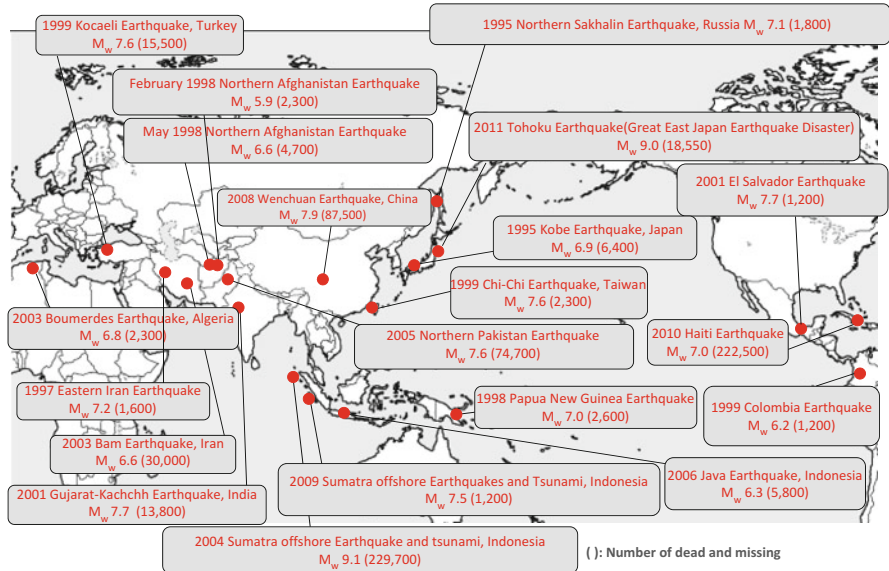 1999 Kocaeli Earthquake, Turkey
Mw 7.6 (15,500)
1995 Northern Sakhalin Earthquake, Russia Mw 7.1 (1,800)
February 1998 Northern Afghanistan Earthquake
Mw 5.9 (2,300)
May 1998 Northern Afghanistan Earthquake
Mw 6.6 (4,700)
2011 Tohoku Earthquake(Great East Japan Earthquake Disaster)
Mw 9.0 (18,550)
2001 El Salvador Earthquake
Mw 7.7 (1,200)
2008 Wenchuan Earthquake, China
Mw 7.9 (87,500)
1995 Kobe Earthquake, Japan
Mw 6.9 (6,400)
1999 Chi-Chi Earthquake, Taiwan
Mw 7.6 (2,300)
2003 Boumerdes Earthquake, Algeria
Mw 6.8 (2,300)
2005 Northern Pakistan Earthquake
Mw 7.6 (74,700)
2010 Haiti Earthquake
Mw 7.0 (222,500)
1997 Eastern Iran Earthquake
Mw 7.2 (1,600)
1998 Papua New Guinea Earthquake
Mw 7.0 (2,600)
1999 Colombia Earthquake
Mw 6.2 (1,200)
2003 Bam Earthquake, Iran
Mw 6.6 (30,000)
2009 Sumatra offshore Earthquakes and Tsunami, Indonesia
Mw 7.5 (1,200)
2006 Java Earthquake, Indonesia
Mw 6.3 (5,800)
2001 Gujarat-Kachchh Earthquake, India
Mw 7.7 (13,800)
2004 Sumatra offshore Earthquake and tsunami, Indonesia
Mw 9.1 (229,700)
( ): Number of dead and missing